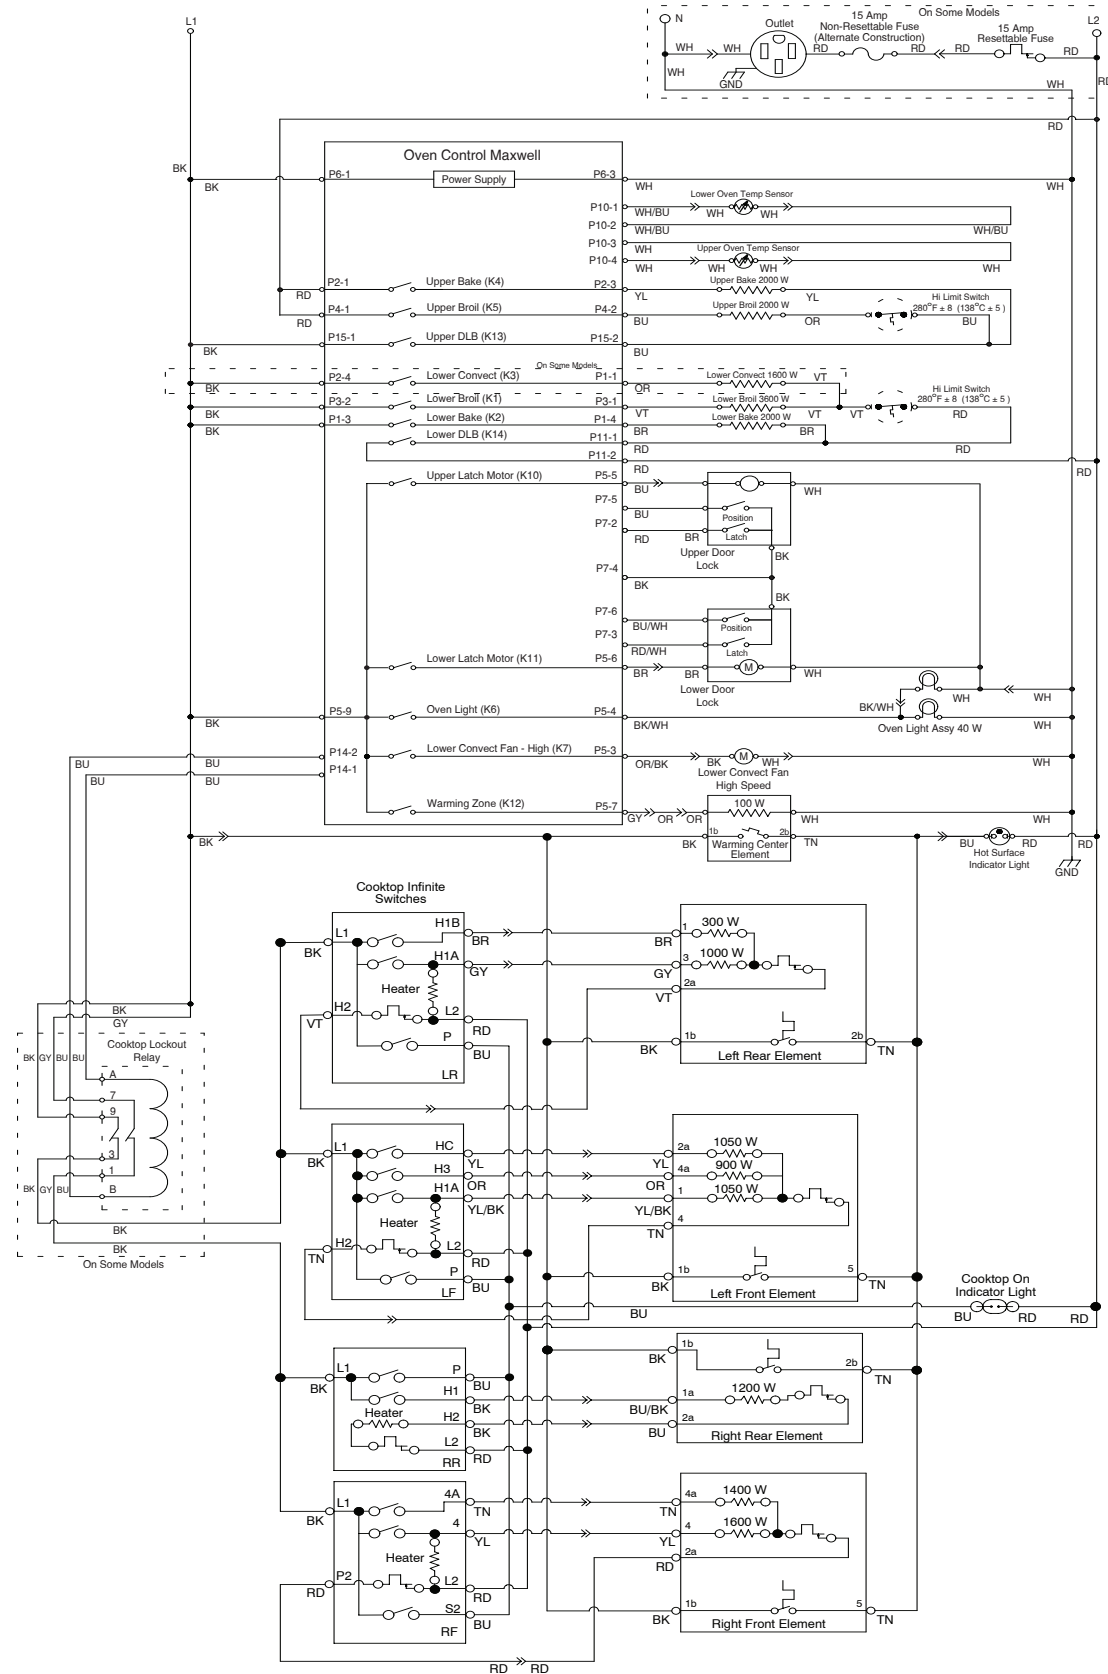 L1
N
Outlet
15 Amp
Non-Resettable Fuse
(Alternate Construction)
On Some Models
15 Amp
Resettable Fuse
L2
WH WH RD RD RD RD
WH
GND
WH
RD
RD
BK
Oven Control Maxwell
BK P6-1 Power Supply P6-3 WH WH
Lower Oven Temp Sensor
P10-1 WH/BU WH WH
P10-2 WH/BU WH/BU
P10-3 WH
Upper Oven Temp Sensor
P10-4 WH WH WH WH
RD P2-1 Upper Bake (K4) P2-3 YL Upper Bake 2000 W YL
RD P4-1 Upper Broil (K5) P4-2 BU Upper Broil 2000 W OR
Hi Limit Switch
280°F ± 8 (138°C ± 5 )
BU
BK P15-1 Upper DLB (K13) P15-2 BU
On Some Models
BK P2-4 Lower Convect (K3) P1-1 OR Lower Convect 1600 W VT
BK P3-2 Lower Broil (K1) P3-1 VT Lower Broil 3600 W VT VT
Hi Limit Switch
280°F ± 8 (138°C ± 5 )
RD
BK P1-3 Lower Bake (K2) P1-4 BR Lower Bake 2000 W BR
Lower DLB (K14) P11-1 RD RD
P11-2 RD RD
Upper Latch Motor (K10) P5-5 BU WH
P7-5 BU Position
P7-2 RD BR Latch
Upper Door
Lock
BK
P7-4 BK
BK
P7-6 BU/WH Position
P7-3 RD/WH Latch
Lower Latch Motor (K11) P5-6 BR BR M WH
Lower Door
Lock
WH WH
BK P5-9 Oven Light (K6) P5-4 BK/WH BK/WH WH
Oven Light Assy 40 W
BU BU P14-2 Lower Convect Fan - High (K7) P5-3 OR/BK BK M WH WH
BU BU P14-1
Lower Convect Fan
High Speed
Warming Zone (K12) P5-7 GY OR OR 100 W WH WH
BK BK 1b 2b TN BU RD RD
Warming Center
Element
Hot Surface
Indicator Light
GND
Cooktop Infinite
Switches
BK L1 H1B BR BR 1 300 W
H1A GY GY 3 1000 W
Heater
VT H2 L2 RD VT 2a
P BU BK 1b 2b TN
LR
Left Rear Element
BK
GY
Cooktop Lockout
Relay
BK GY BU BU
A
7
9
3
1
B
BK GY BU
BK
BK
On Some Models
BK L1 HC YL YL 2a 1050 W
H3 OR OR 4a 900 W
H1A YL/BK YL/BK 1 1050 W
Heater
TN H2 L2 RD TN 4
P BU BK 1b 5 TN
LF
Left Front Element
BU
Cooktop On
Indicator Light
BU RD RD
BK L1 P BU BK 1b 2b TN
H1 BK BU/BK 1a 1200 W
Heater H2 BK BU 2a
L2 RD
RR
Right Rear Element
BK L1 4A TN TN 4a 1400 W
4 YL YL 4 1600 W
Heater
RD P2 L2 RD RD 2a
S2 BU BK 1b 5 TN
RF
Right Front Element
RD RD